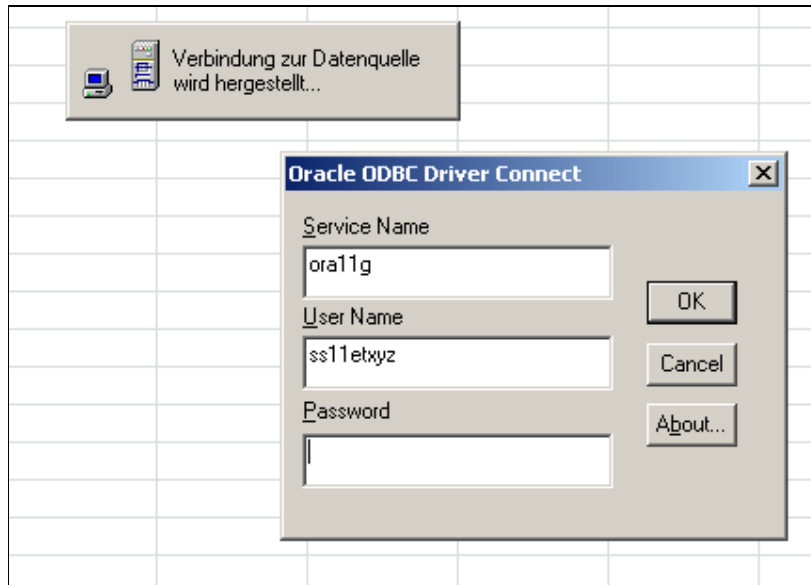 Verbindung zur Datenquelle
wird hergestellt...
Oracle ODBC Driver Connect
Service Name
ora11g
OK
User Name
ss11etxyz
Cancel
Password
About...